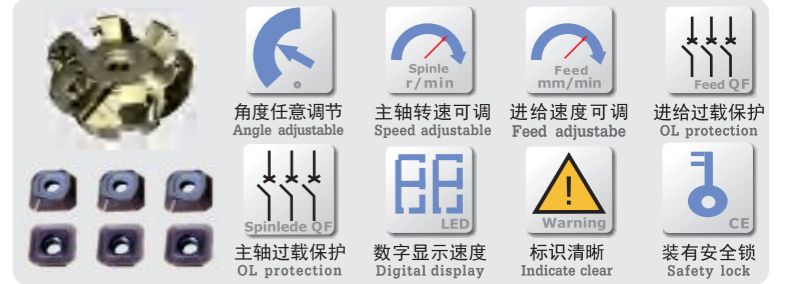 Spinle
r/min
Feed
mm/min
Feed QF
角度任意调节
主轴转速可调
进给速度可调
进给过载保护
Angle adjustable
Speed adjustable
Feed adjustabe
OL protection
Spinlede QF
LED
!
Warning
CE
主轴过载保护
数字显示速度
标识清晰
装有安全锁
OL protection
Digital display
Indicate clear
Safety lock